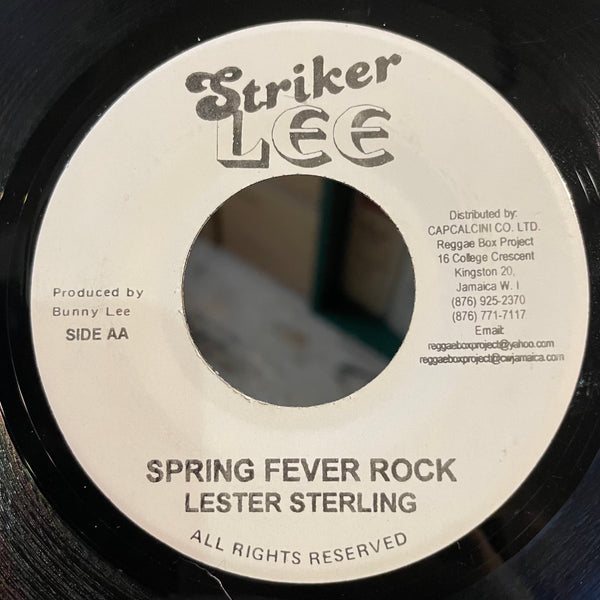 Striker
LEE
Distributed by:
CAPCALCINI CO. LTD.
Reggae Box Project
16 College Crescent
Kingston 20,
Jamaica W. I
(876) 925-2370
(876) 771-7117
Email:
reggaeboxproject@yahoo.com
reggaeboxproject@cwjamaica.com
Produced by
Bunny Lee
SIDE AA
SPRING FEVER ROCK
LESTER STERLING
ALL RIGHTS RESERVED